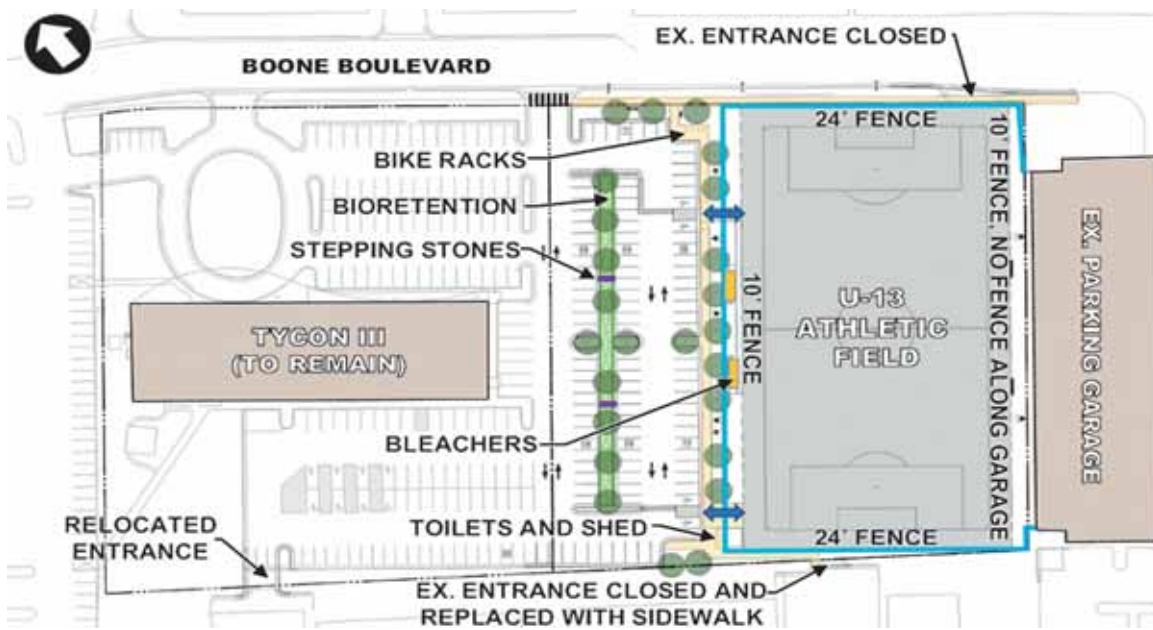 EX. ENTRANCE CLOSED
BOONE BOULEVARD
24' FENCE
BIKE RACKS
BIORETENTION
STEPPING STONES
10' FENCE
U-13
ATHLETIC
FIELD
10' FENCE, NO FENCE ALONG GARAGE
EX. PARKING GARAGE
TYCON III
(TO REMAIN)
BLEACHERS
RELOCATED
ENTRANCE
TOILETS AND SHED
24' FENCE
EX. ENTRANCE CLOSED AND
REPLACED WITH SIDEWALK